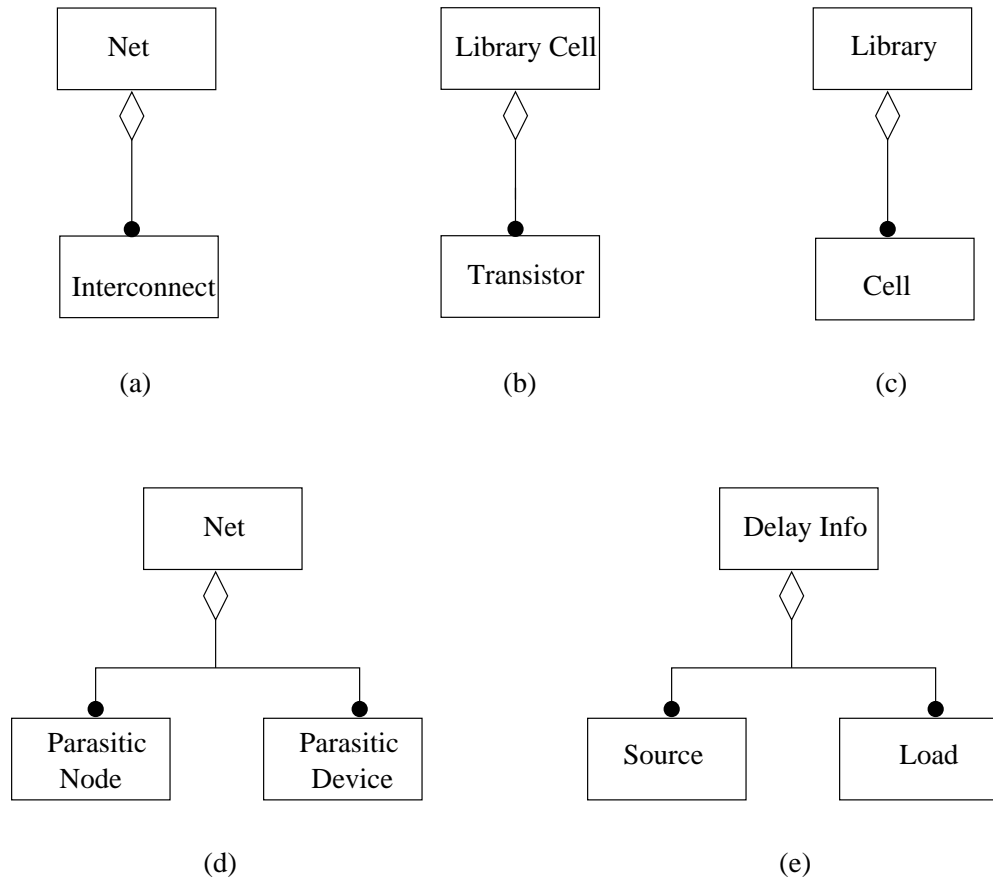 Net
Library Cell
Library
Interconnect
Transistor
Cell
(a)
(b)
(c)
Net
Delay Info
Parasitic
Node
Parasitic
Device
Source
Load
(d)
(e)